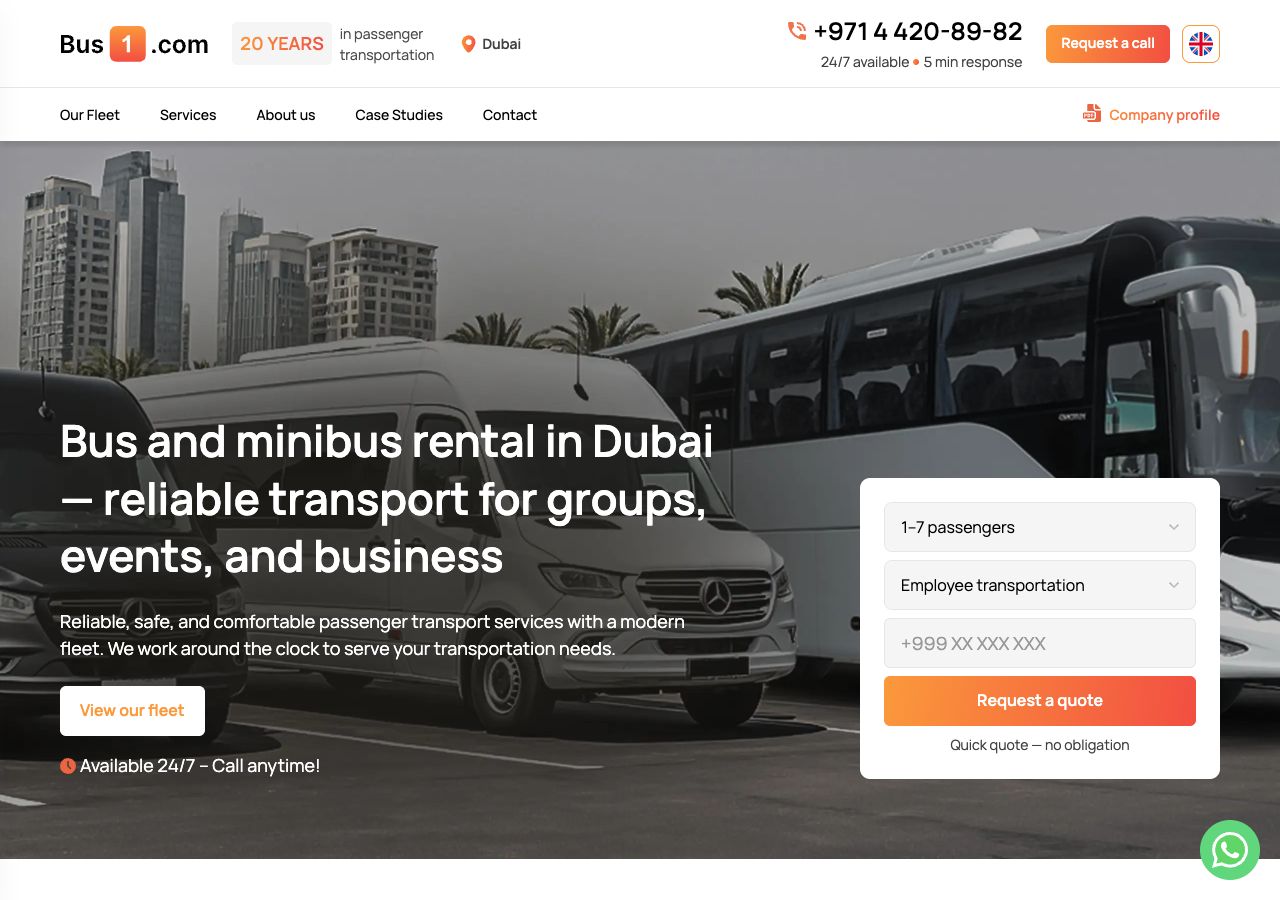 Bus 1 .com
20 YEARS
in passenger
transportation
Dubai
+971 4 420-89-82
24/7 available • 5 min response
Request a call
Our Fleet
Services
About us
Case Studies
Contact
PDF
Company profile
Bus and minibus rental in Dubai
— reliable transport for groups,
events, and business
Reliable, safe, and comfortable passenger transport services with a modern
fleet. We work around the clock to serve your transportation needs.
View our fleet
Available 24/7 – Call anytime!
1–7 passengers
Employee transportation
+999 XX XXX XXX
Request a quote
Quick quote — no obligation